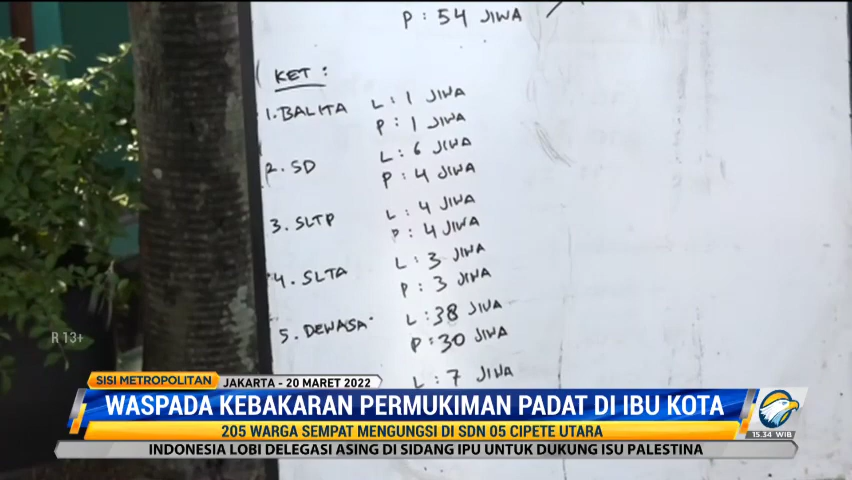 P : 54 JIWA
KET :
1. BALITA L : 1 JIWA
P : 1 JIWA
2. SD L : 6 JIWA
P : 4 JIWA
3. SLTP L : 4 JIWA
P : 4 JIWA
4. SLTA L : 3 JIWA
P : 3 JIWA
5. DEWASA L : 38 JIWA
P : 30 JIWA
L : 7 JIWA
R 13+
SISI METROPOLITAN JAKARTA - 20 MARET 2022
WASPADA KEBAKARAN PERMUKIMAN PADAT DI IBU KOTA
205 WARGA SEMPAT MENGUNGSI DI SDN 05 CIPETE UTARA
15.34 WIB
INDONESIA LOBI DELEGASI ASING DI SIDANG IPU UNTUK DUKUNG ISU PALESTINA